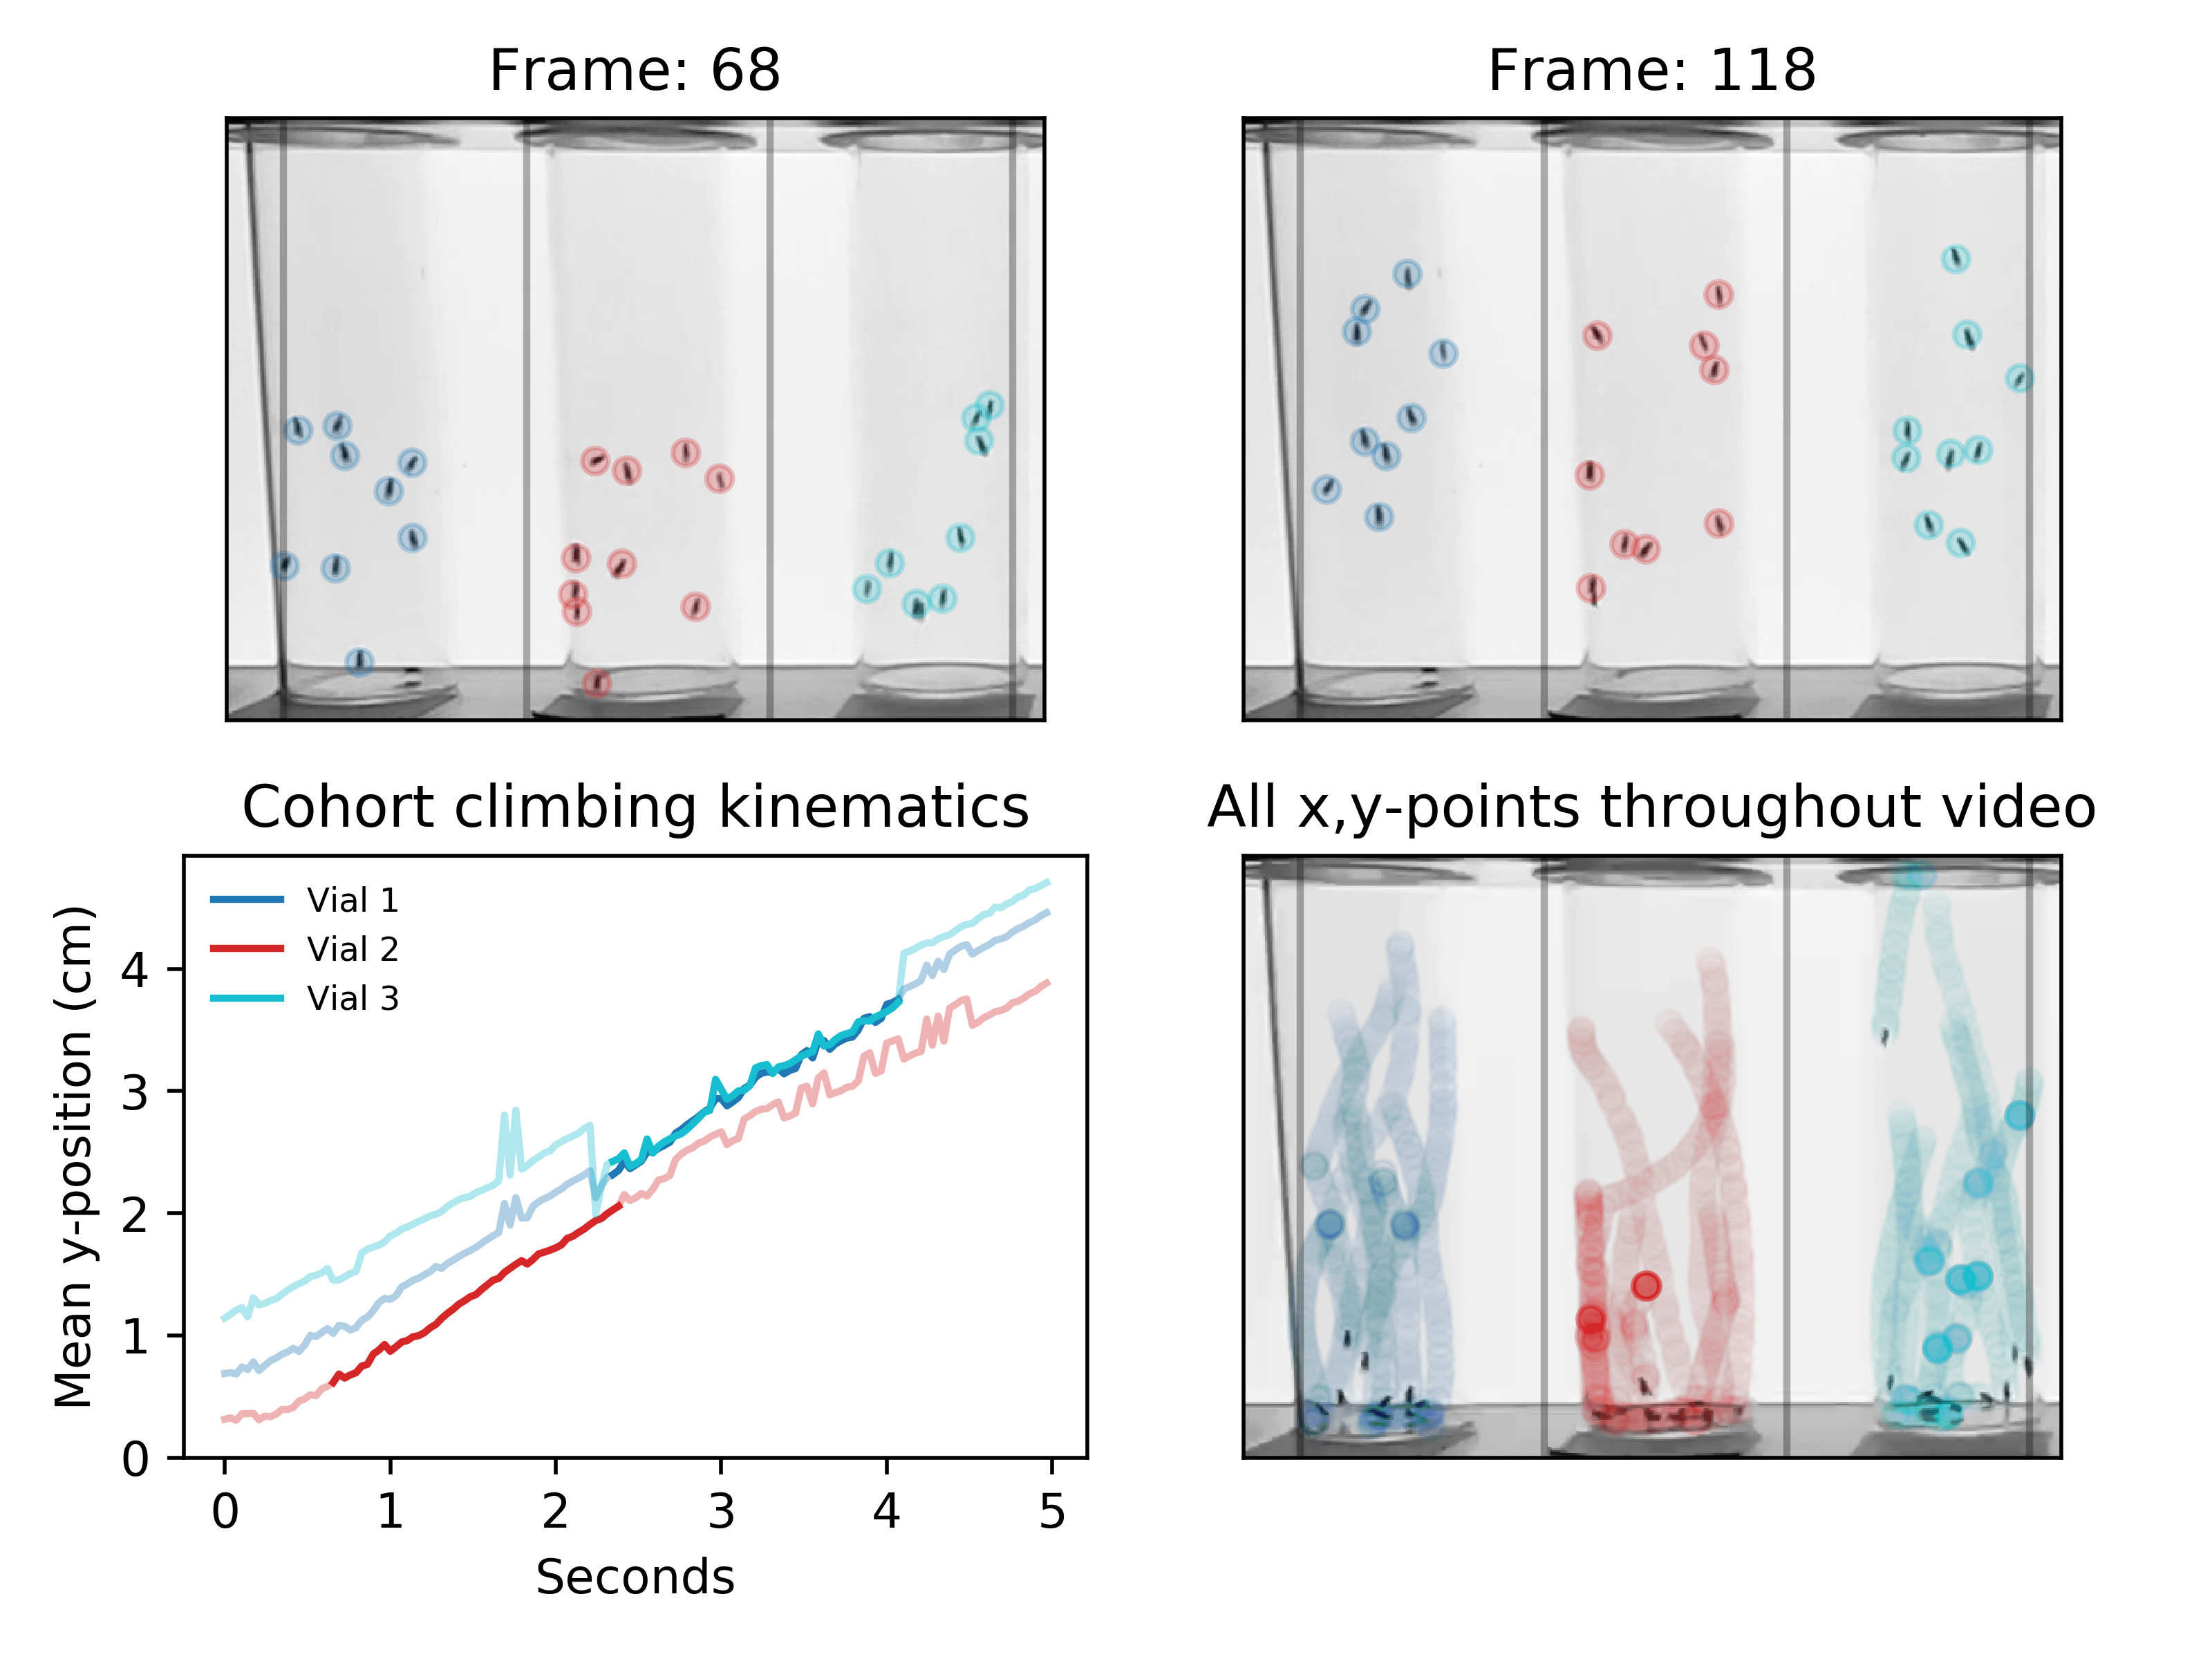 Frame: 68
Frame: 118
Cohort climbing kinematics
Mean y-position (cm)
4
3
2
1
0
Vial 1
Vial 2
Vial 3
0 1 2 3 4 5
Seconds
All x,y-points throughout video